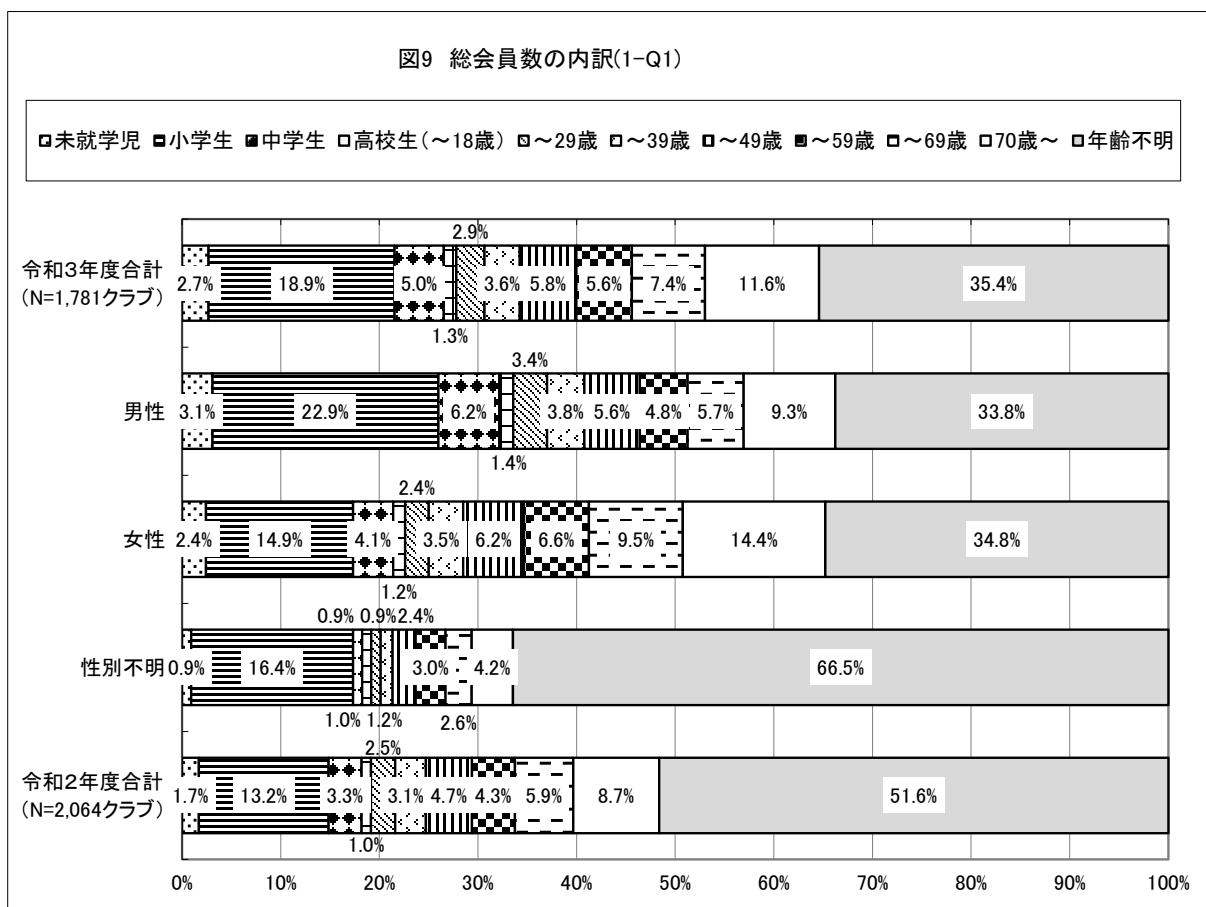 図9 総会員数の内訳(1-Q1)
未就学児 小学生 中学生 高校生(～18歳) ～29歳 ～39歳 ～49歳 ～59歳 ～69歳 70歳～ 年齢不明
2.9%
令和3年度合計
(N=1,781クラブ)
2.7% 18.9% 5.0% 3.6% 5.8% 5.6% 7.4% 11.6% 35.4%
1.3%
3.4%
男性 3.1% 22.9% 6.2% 3.8% 5.6% 4.8% 5.7% 9.3% 33.8%
1.4%
2.4%
女性 2.4% 14.9% 4.1% 3.5% 6.2% 6.6% 9.5% 14.4% 34.8%
1.2%
0.9% 0.9% 2.4%
性別不明 0.9% 16.4% 3.0% 4.2% 66.5%
1.0% 1.2% 2.6%
2.5%
令和2年度合計
(N=2,064クラブ)
1.7% 13.2% 3.3% 3.1% 4.7% 4.3% 5.9% 8.7% 51.6%
1.0%
0% 10% 20% 30% 40% 50% 60% 70% 80% 90% 100%